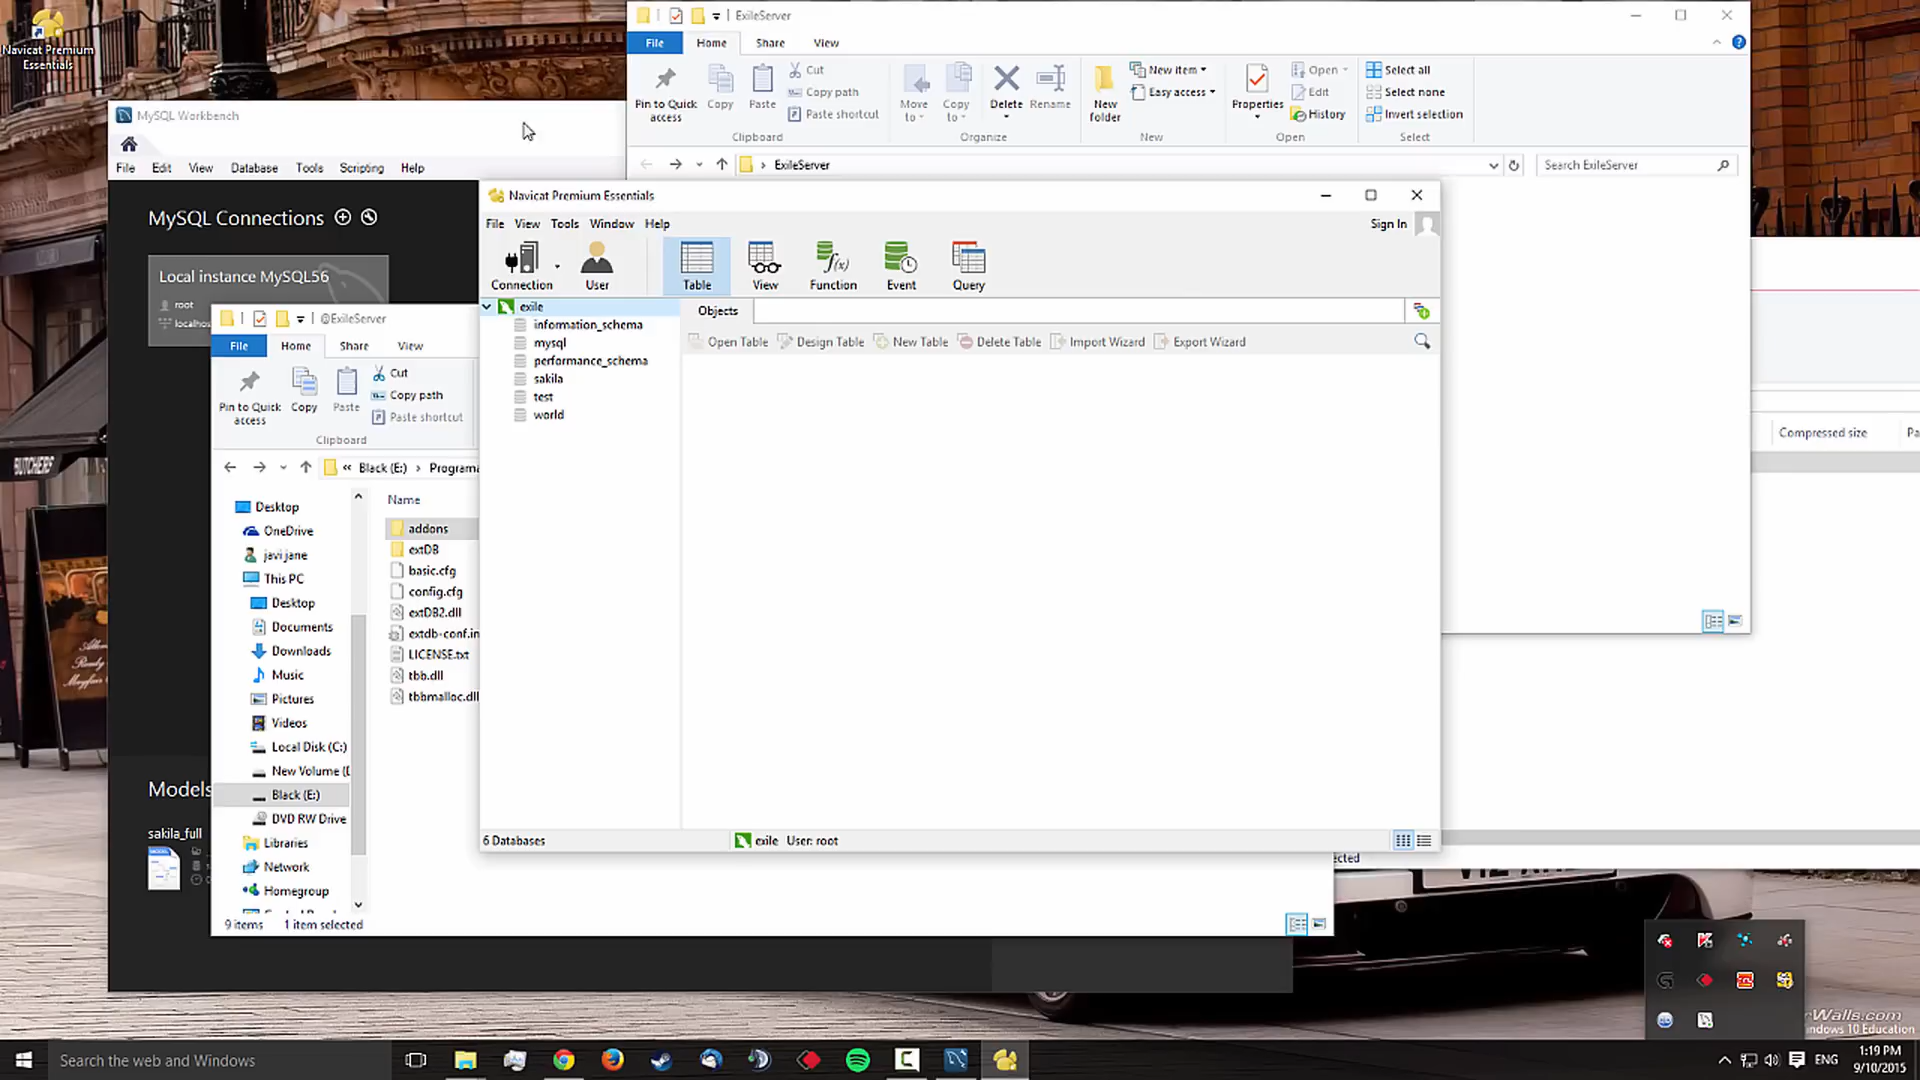 Navicat Premium
Essentials
ExileServer
File
Home
Share
View
Pin to Quick access
Copy
Paste
Cut
Copy path
Paste shortcut
Clipboard
Move to
Copy to
Delete
Rename
Organize
New folder
New item
Easy access
New
Properties
Open
Edit
History
Open
Select all
Select none
Invert selection
Select
ExileServer
Search ExileServer
MySQL Workbench
File
Edit
View
Database
Tools
Scripting
Help
MySQL Connections
Local instance MySQL56
root
Models
sakila_full
Navicat Premium Essentials
File
View
Tools
Window
Help
Sign In
Connection
User
Table
View
Function
Event
Query
exile
information_schema
mysql
performance_schema
sakila
test
world
Objects
Open Table
Design Table
New Table
Delete Table
Import Wizard
Export Wizard
6 Databases
exile
User: root
@ExileServer
File
Home
Share
View
Pin to Quick access
Copy
Paste
Cut
Copy path
Paste shortcut
Clipboard
« Black (E:)
Name
Desktop
OneDrive
javi jane
This PC
Desktop
Documents
Downloads
Music
Pictures
Videos
Local Disk (C:)
New Volume
Black (E:)
DVD RW Drive
Libraries
Network
Homegroup
addons
extDB
basic.cfg
config.cfg
extDB2.dll
extdb-conf.in
LICENSE.txt
tbb.dll
tbbmalloc.dll
9 items
1 item selected
Compressed size
BUTCHERS
Search the web and Windows
ENG
1:19 PM
9/10/2015